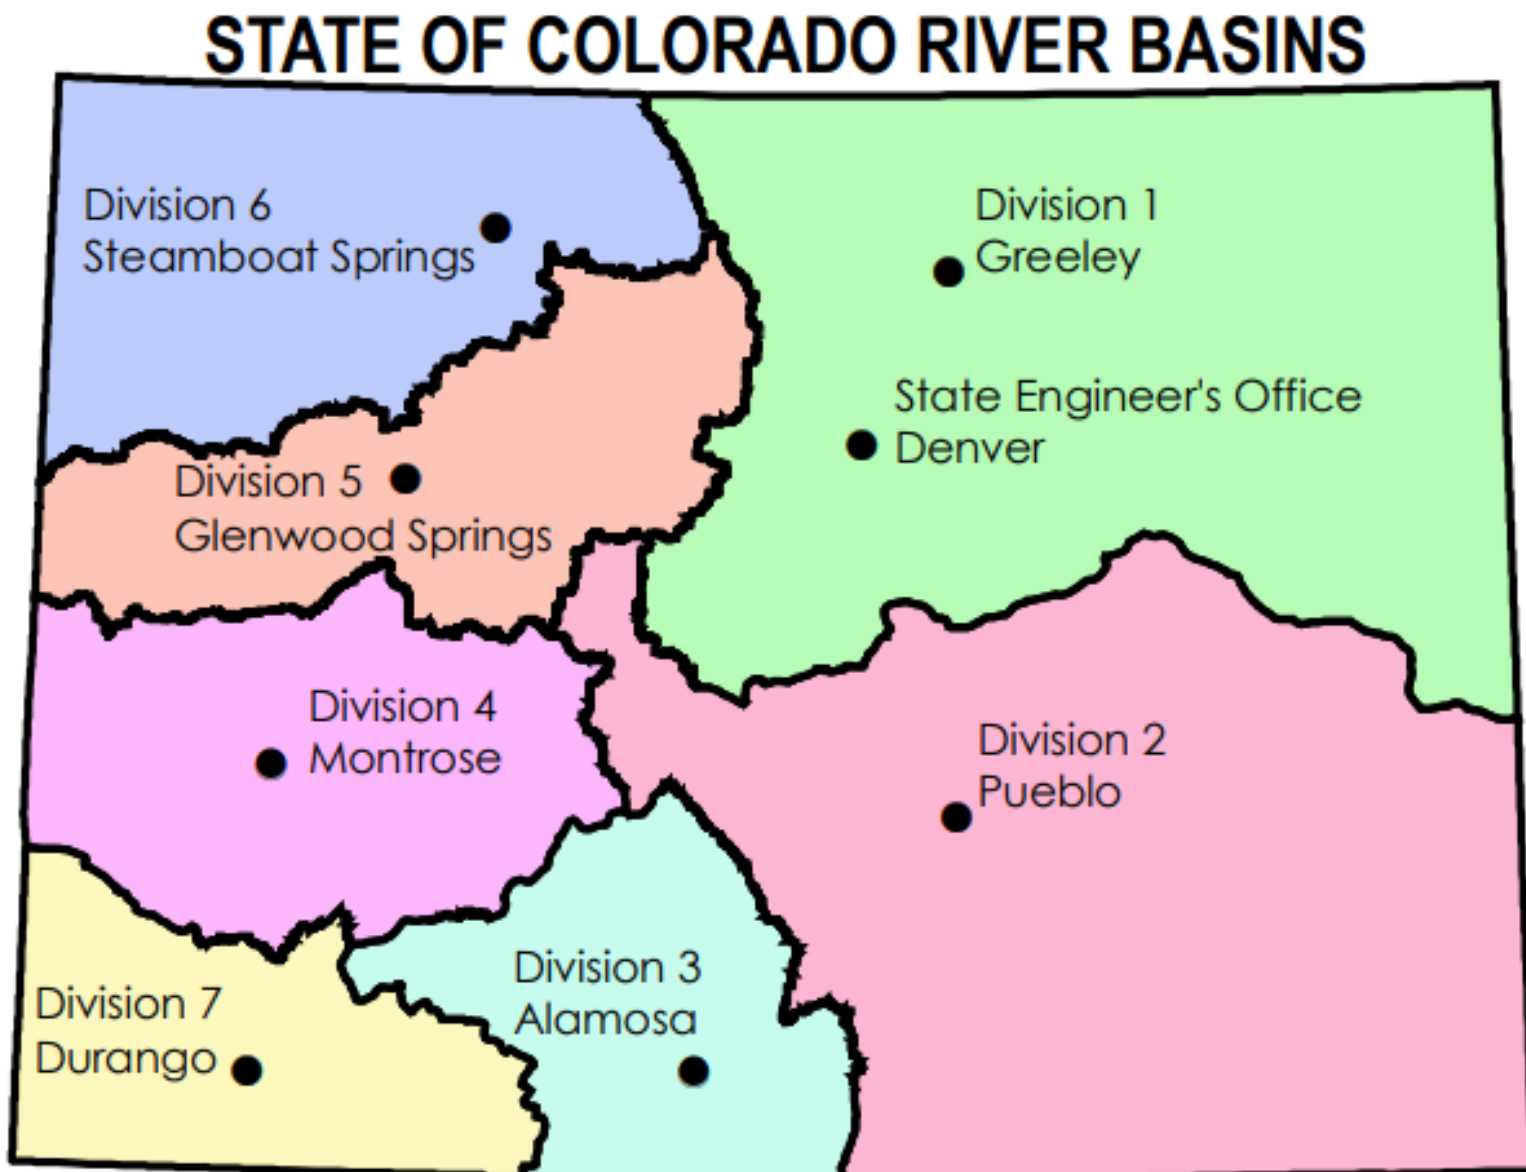 STATE OF COLORADO RIVER BASINS
Division 6
Steamboat Springs
Division 1
Greeley
State Engineer's Office
Denver
Division 5
Glenwood Springs
Division 4
Montrose
Division 2
Pueblo
Division 3
Alamosa
Division 7
Durango